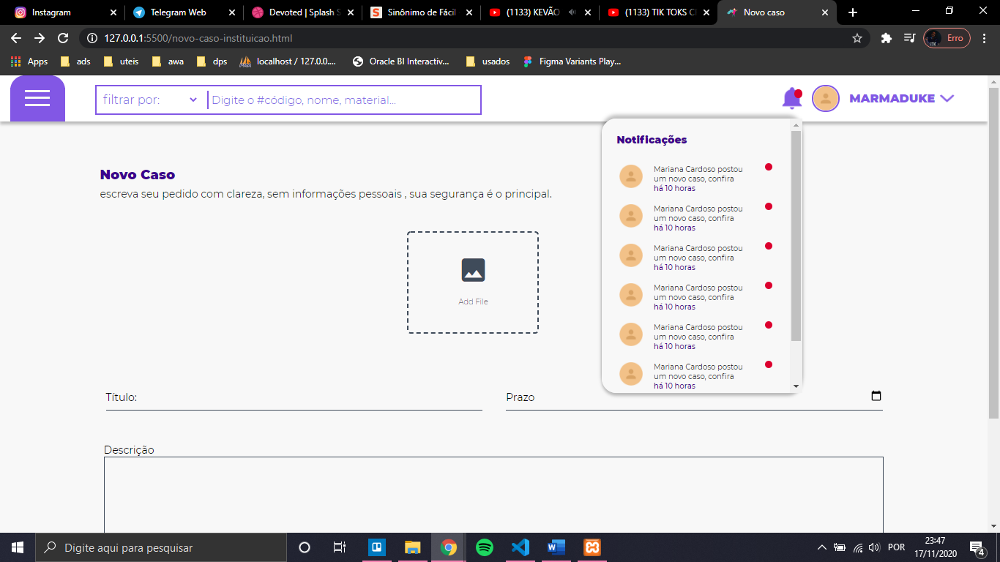 Instagram
Telegram Web
Devoted | Splash S
Sinônimo de Fácil
(1133) KEVÃO
(1133) TIK TOKS C
Novo caso
127.0.0.1:5500/novo-caso-instituicao.html
Erro
Apps
ads
uteis
awa
dps
localhost / 127.0.0....
Oracle BI Interactiv...
usados
Figma Variants Play...
filtrar por:
Digite o #código, nome, material...
MARMADUKE
Notificações
Mariana Cardoso postou
um novo caso, confira
há 10 horas
Mariana Cardoso postou
um novo caso, confira
há 10 horas
Mariana Cardoso postou
um novo caso, confira
há 10 horas
Mariana Cardoso postou
um novo caso, confira
há 10 horas
Mariana Cardoso postou
um novo caso, confira
há 10 horas
Mariana Cardoso postou
um novo caso, confira
há 10 horas
Novo Caso
escreva seu pedido com clareza, sem informações pessoais , sua segurança é o principal.
Add File
Título:
Prazo
Descrição
Digite aqui para pesquisar
POR
23:47
17/11/2020
4